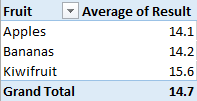 Fruit Average of Result
Apples 14.1
Bananas 14.2
Kiwifruit 15.6
Grand Total 14.7